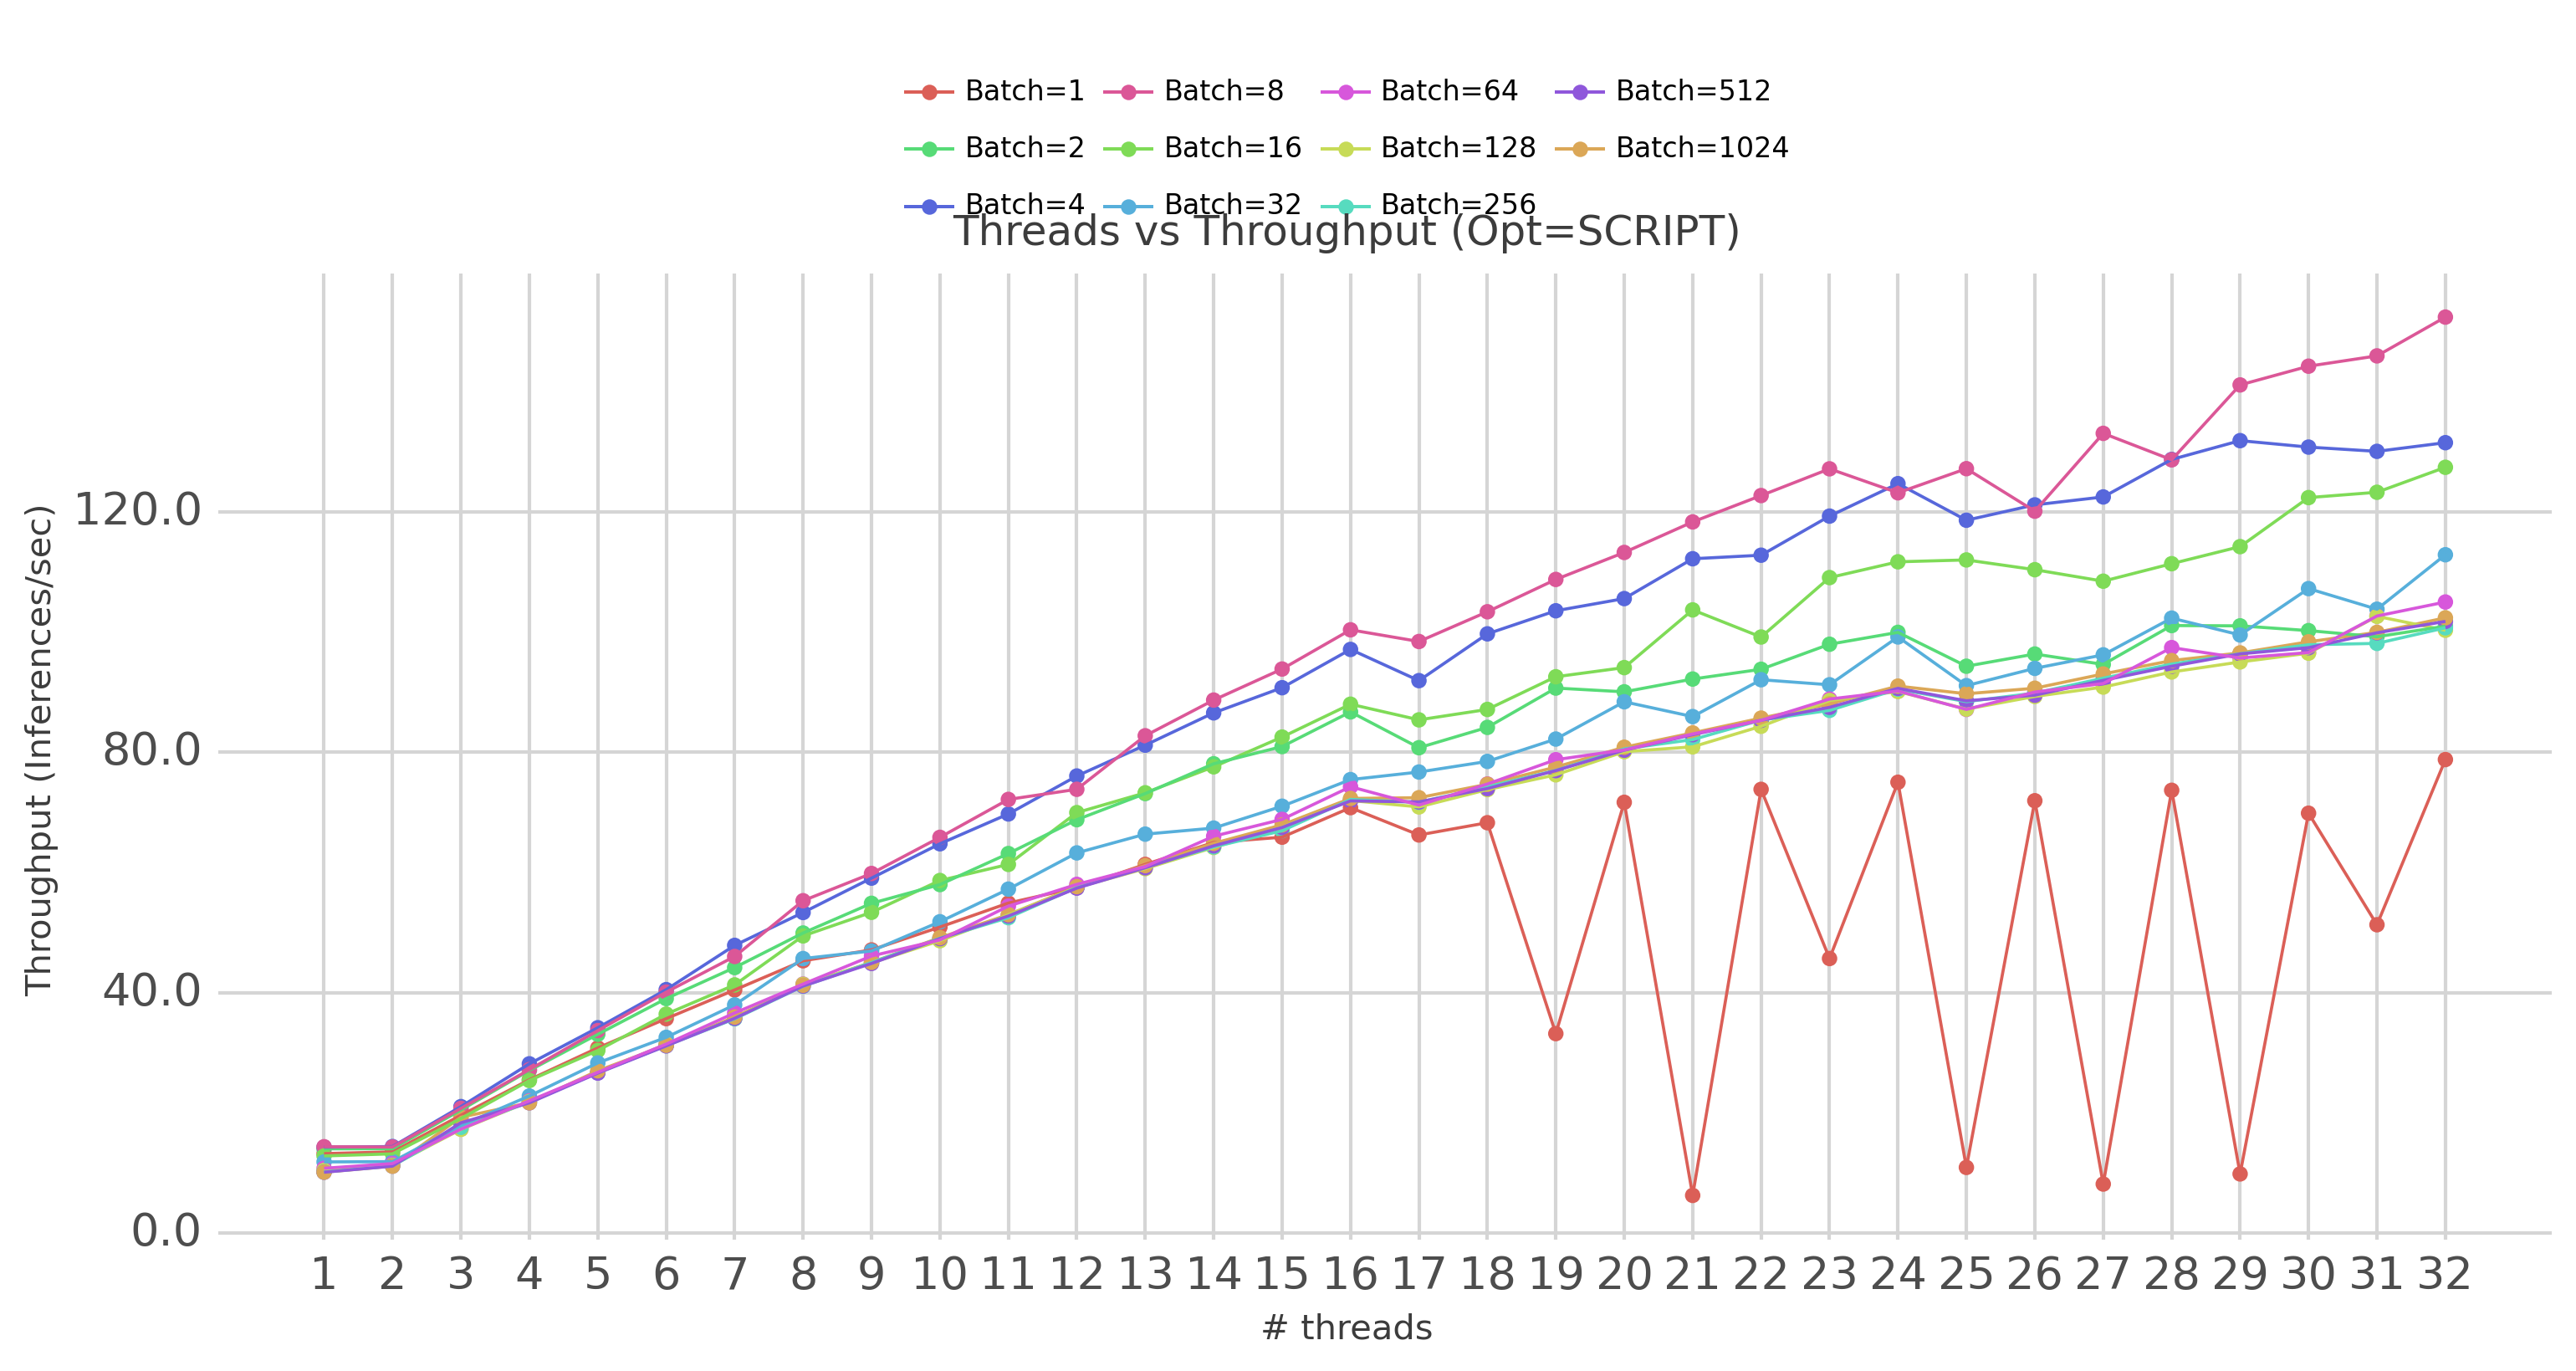 Batch=1 Batch=8 Batch=64 Batch=512
Batch=2 Batch=16 Batch=128 Batch=1024
Batch=4 Batch=32 Batch=256
Threads vs Throughput (Opt=SCRIPT)
Throughput (Inferences/sec)
120.0
80.0
40.0
0.0
1 2 3 4 5 6 7 8 9 10 11 12 13 14 15 16 17 18 19 20 21 22 23 24 25 26 27 28 29 30 31 32
# threads